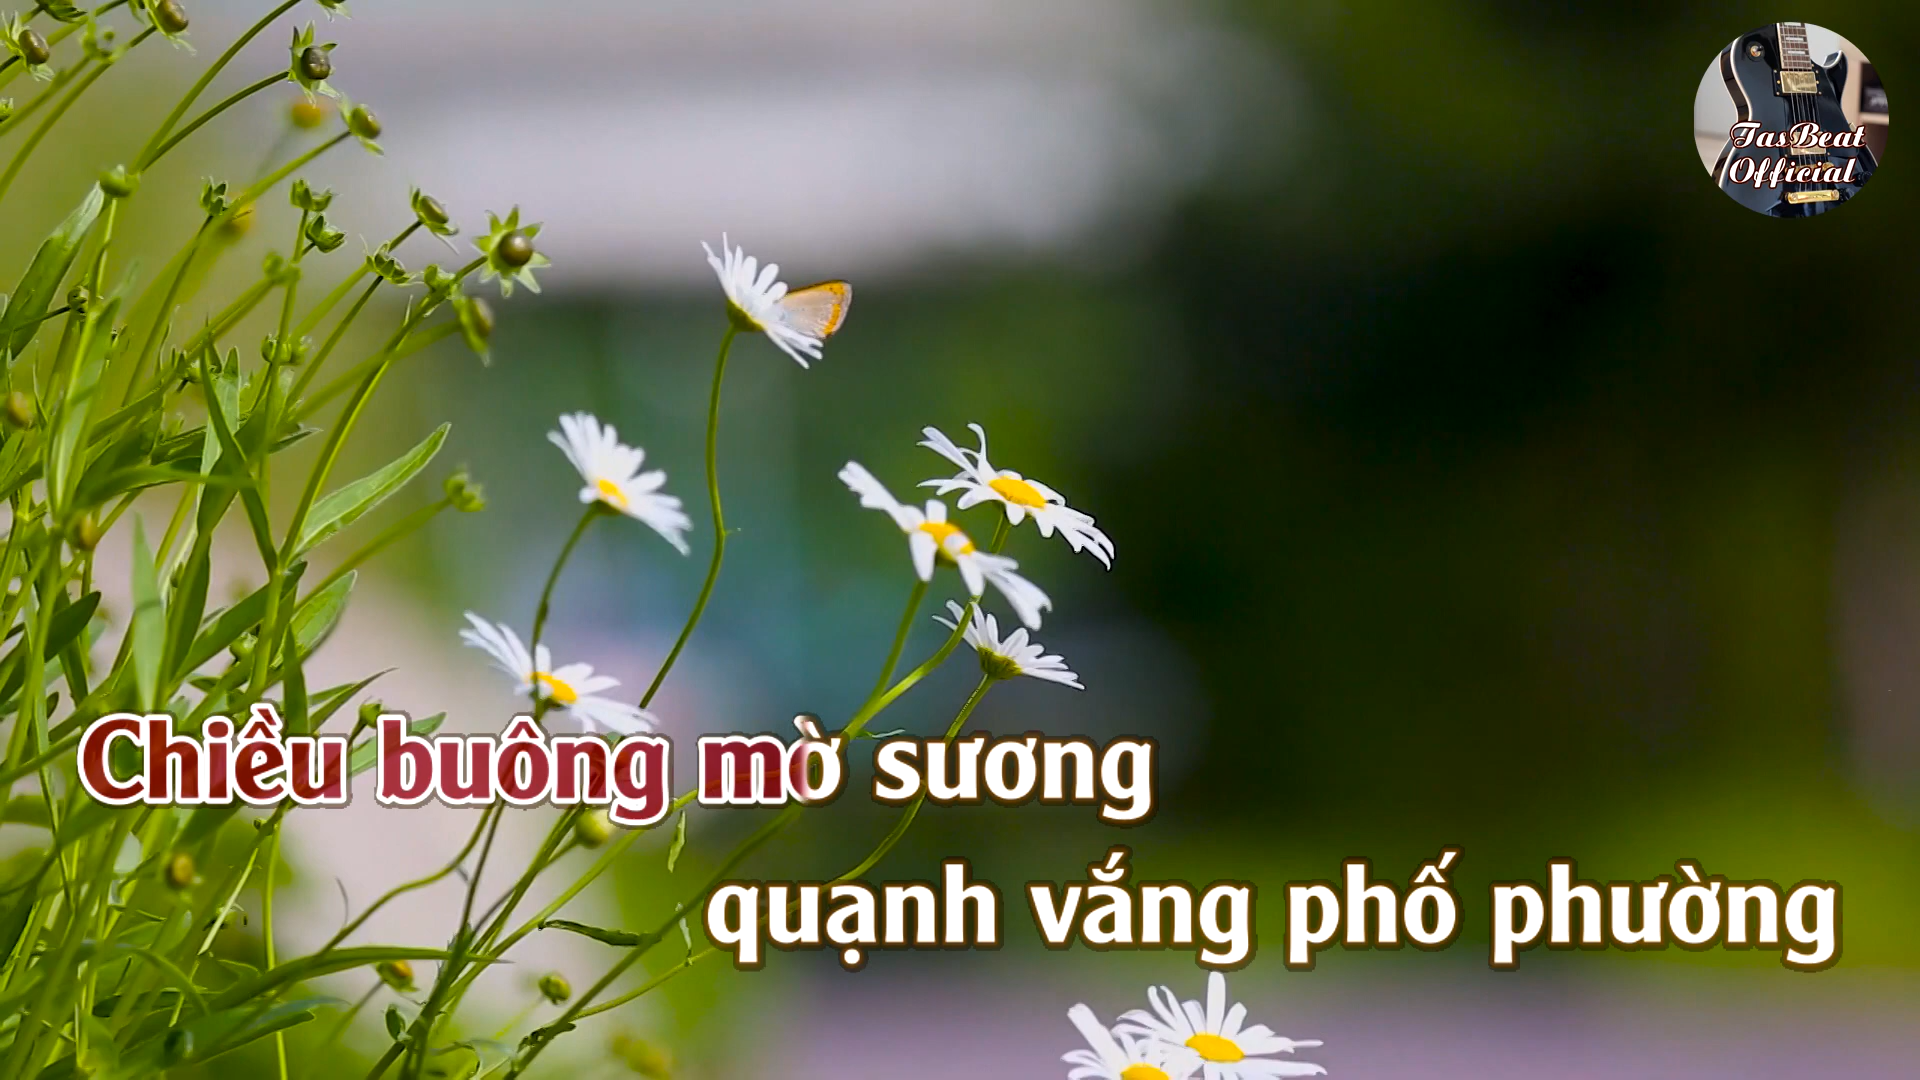 TasBeat
Official
Chiều buông mờ sương
quạnh vắng phố phường